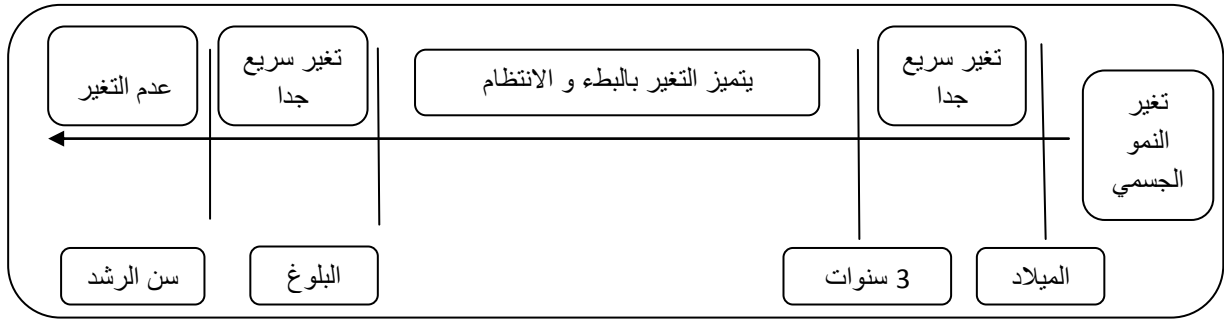 تغير
النمو
الجسمي
تغير سريع
جدا
يتميز التغير بالبطء و الانتظام
تغير سريع
جدا
عدم التغير
الميلاد
3 سنوات
البلوغ
سن الرشد